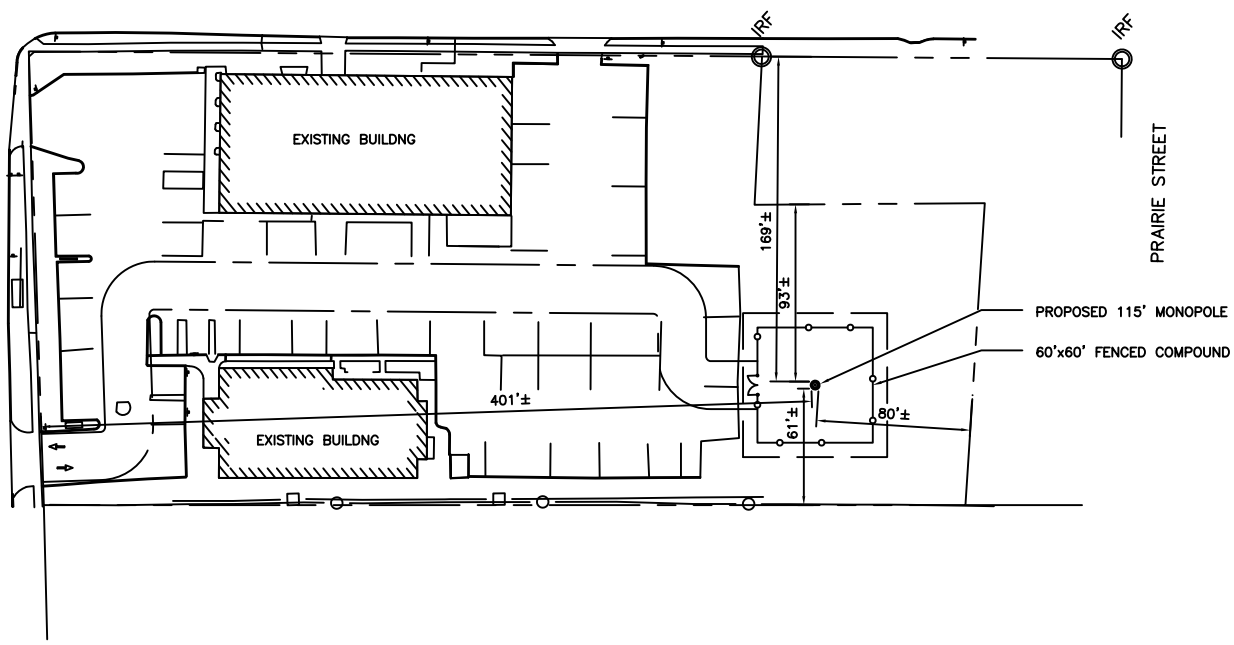 IRF
IRF
EXISTING BUILDNG
PRAIRIE STREET
169'±
93'±
PROPOSED 115' MONOPOLE
60'x60' FENCED COMPOUND
401'±
80'±
61'±
EXISTING BUILDNG